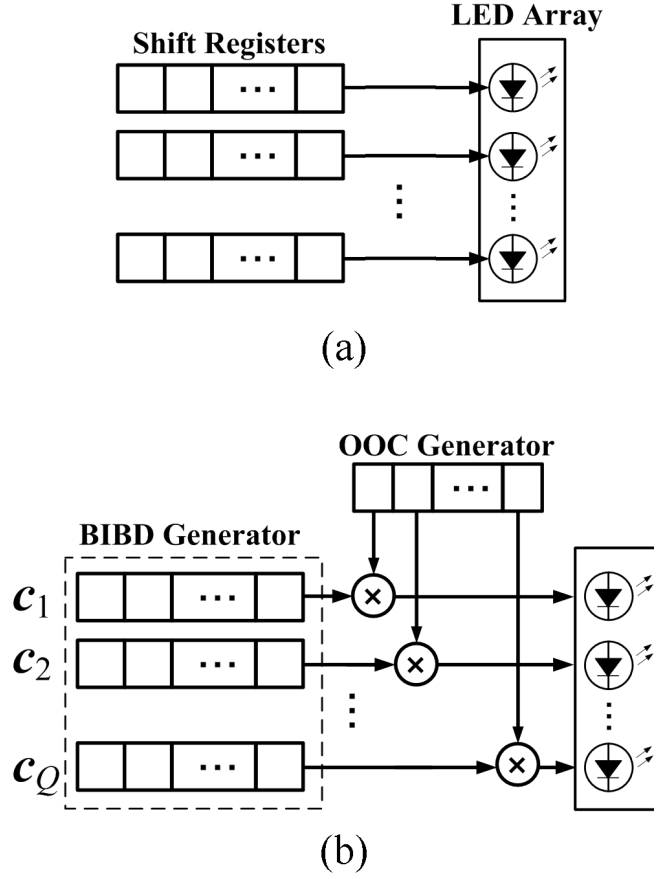 LED Array
Shift Registers
...
...
...
(a)
OOC Generator
...
BIBD Generator
c1
...
c2
...
cQ
...
(b)